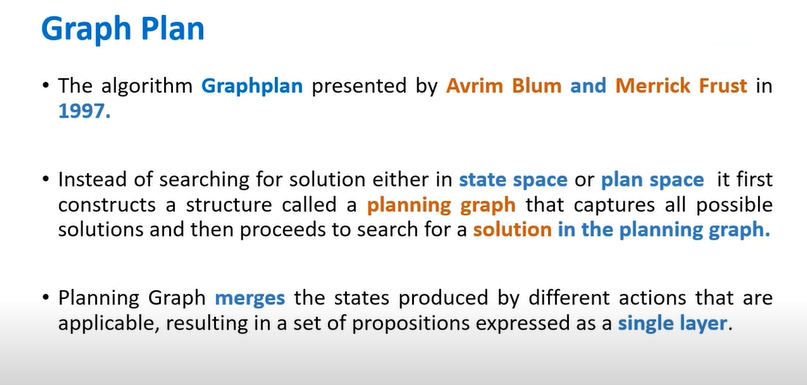 Graph Plan
• The algorithm Graphplan presented by Avrim Blum and Merrick Frust in
1997.
• Instead of searching for solution either in state space or plan space it first
constructs a structure called a planning graph that captures all possible
solutions and then proceeds to search for a solution in the planning graph.
• Planning Graph merges the states produced by different actions that are
applicable, resulting in a set of propositions expressed as a single layer.